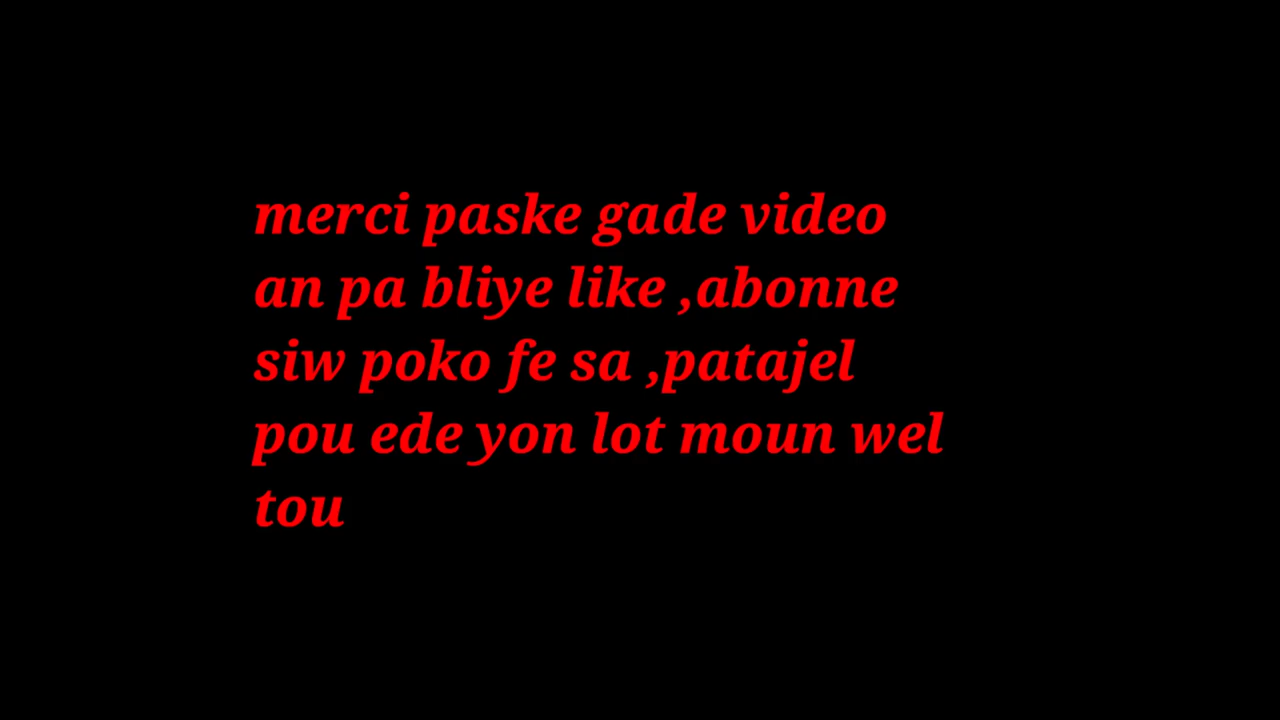 merci paske gade video
an pa bliye like ,abonne
siw poko fe sa ,patajel
pou ede yon lot moun wel
tou